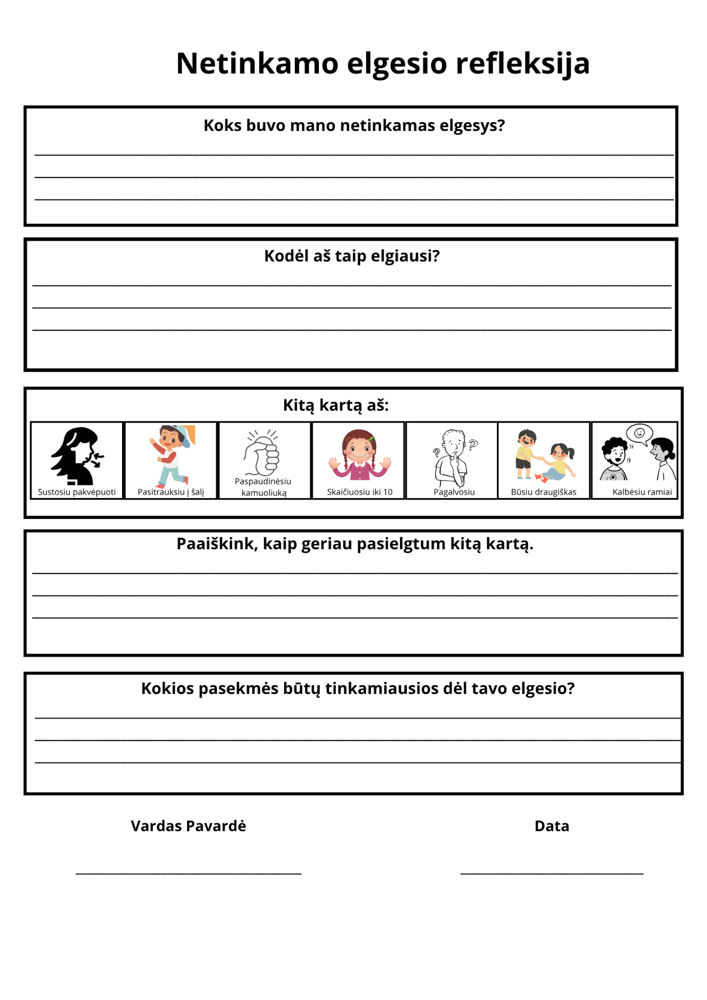 Netinkamo elgesio refleksija
Koks buvo mano netinkamas elgesys?
Kodėl aš taip elgiausi?
Kitą kartą aš:
Sustosiu pakvėpuoti
Pasitrauksiu į šalį
Paspaudinėsiu
kamuoliuką
Skaičiuosiu iki 10
Pagalvosiu
Būsiu draugiškas
Kalbėsiu ramiai
Paaiškink, kaip geriau pasielgtum kitą kartą.
Kokios pasekmės būtų tinkamiausios dėl tavo elgesio?
Vardas Pavardė
Data